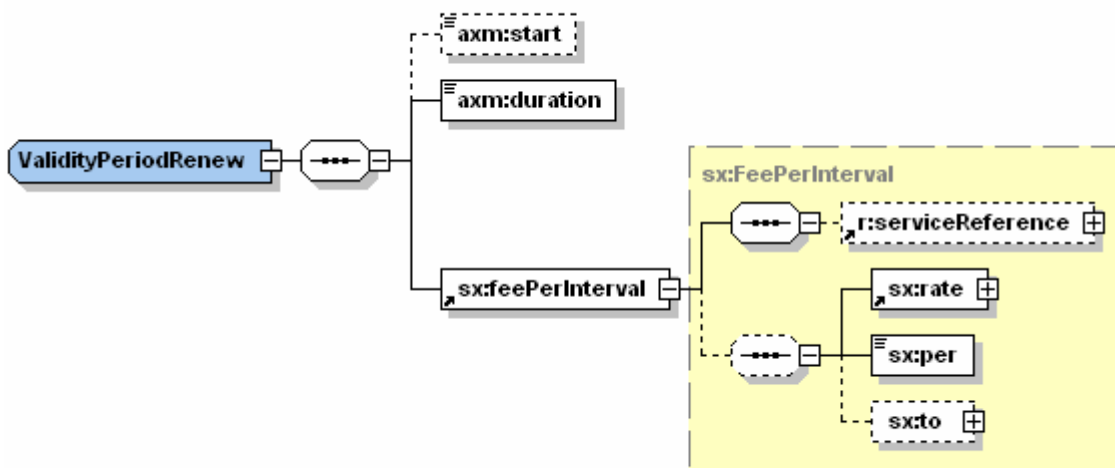 axm:start
axm:duration
ValidityPeriodRenew
sx:FeePerInterval
r:serviceReference
sx:feePerInterval
sx:rate
sx:per
sx:to